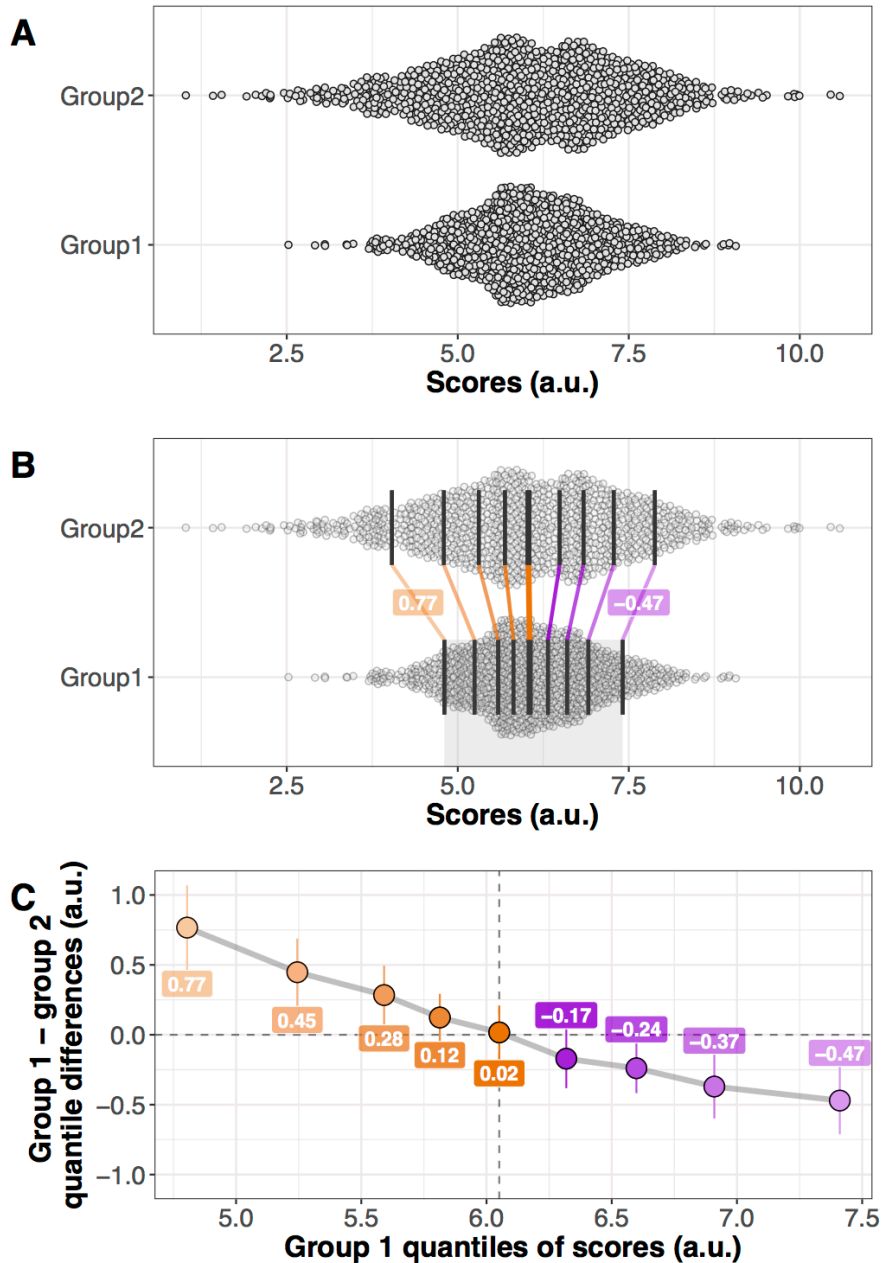 A
Group2
Group1
2.5 5.0 7.5 10.0
Scores (a.u.)
B
Group2
0.77 −0.47
Group1
2.5 5.0 7.5 10.0
Scores (a.u.)
C
Group 1 − group 2
quantile differences (a.u.)
1.0
0.5
0.0
−0.5
−1.0
0.77
0.45
0.28
0.12
0.02
−0.17
−0.24
−0.37
−0.47
5.0 5.5 6.0 6.5 7.0 7.5
Group 1 quantiles of scores (a.u.)